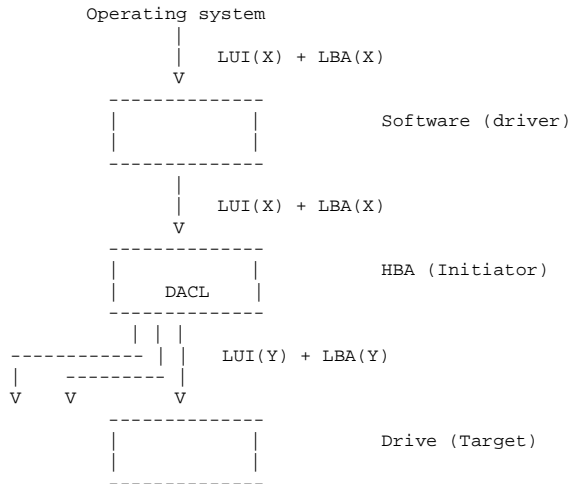 Operating system
LUI(X) + LBA(X)
V
Software (driver)
LUI(X) + LBA(X)
V
HBA (Initiator)
DACL
LUI(Y) + LBA(Y)
V V V
Drive (Target)